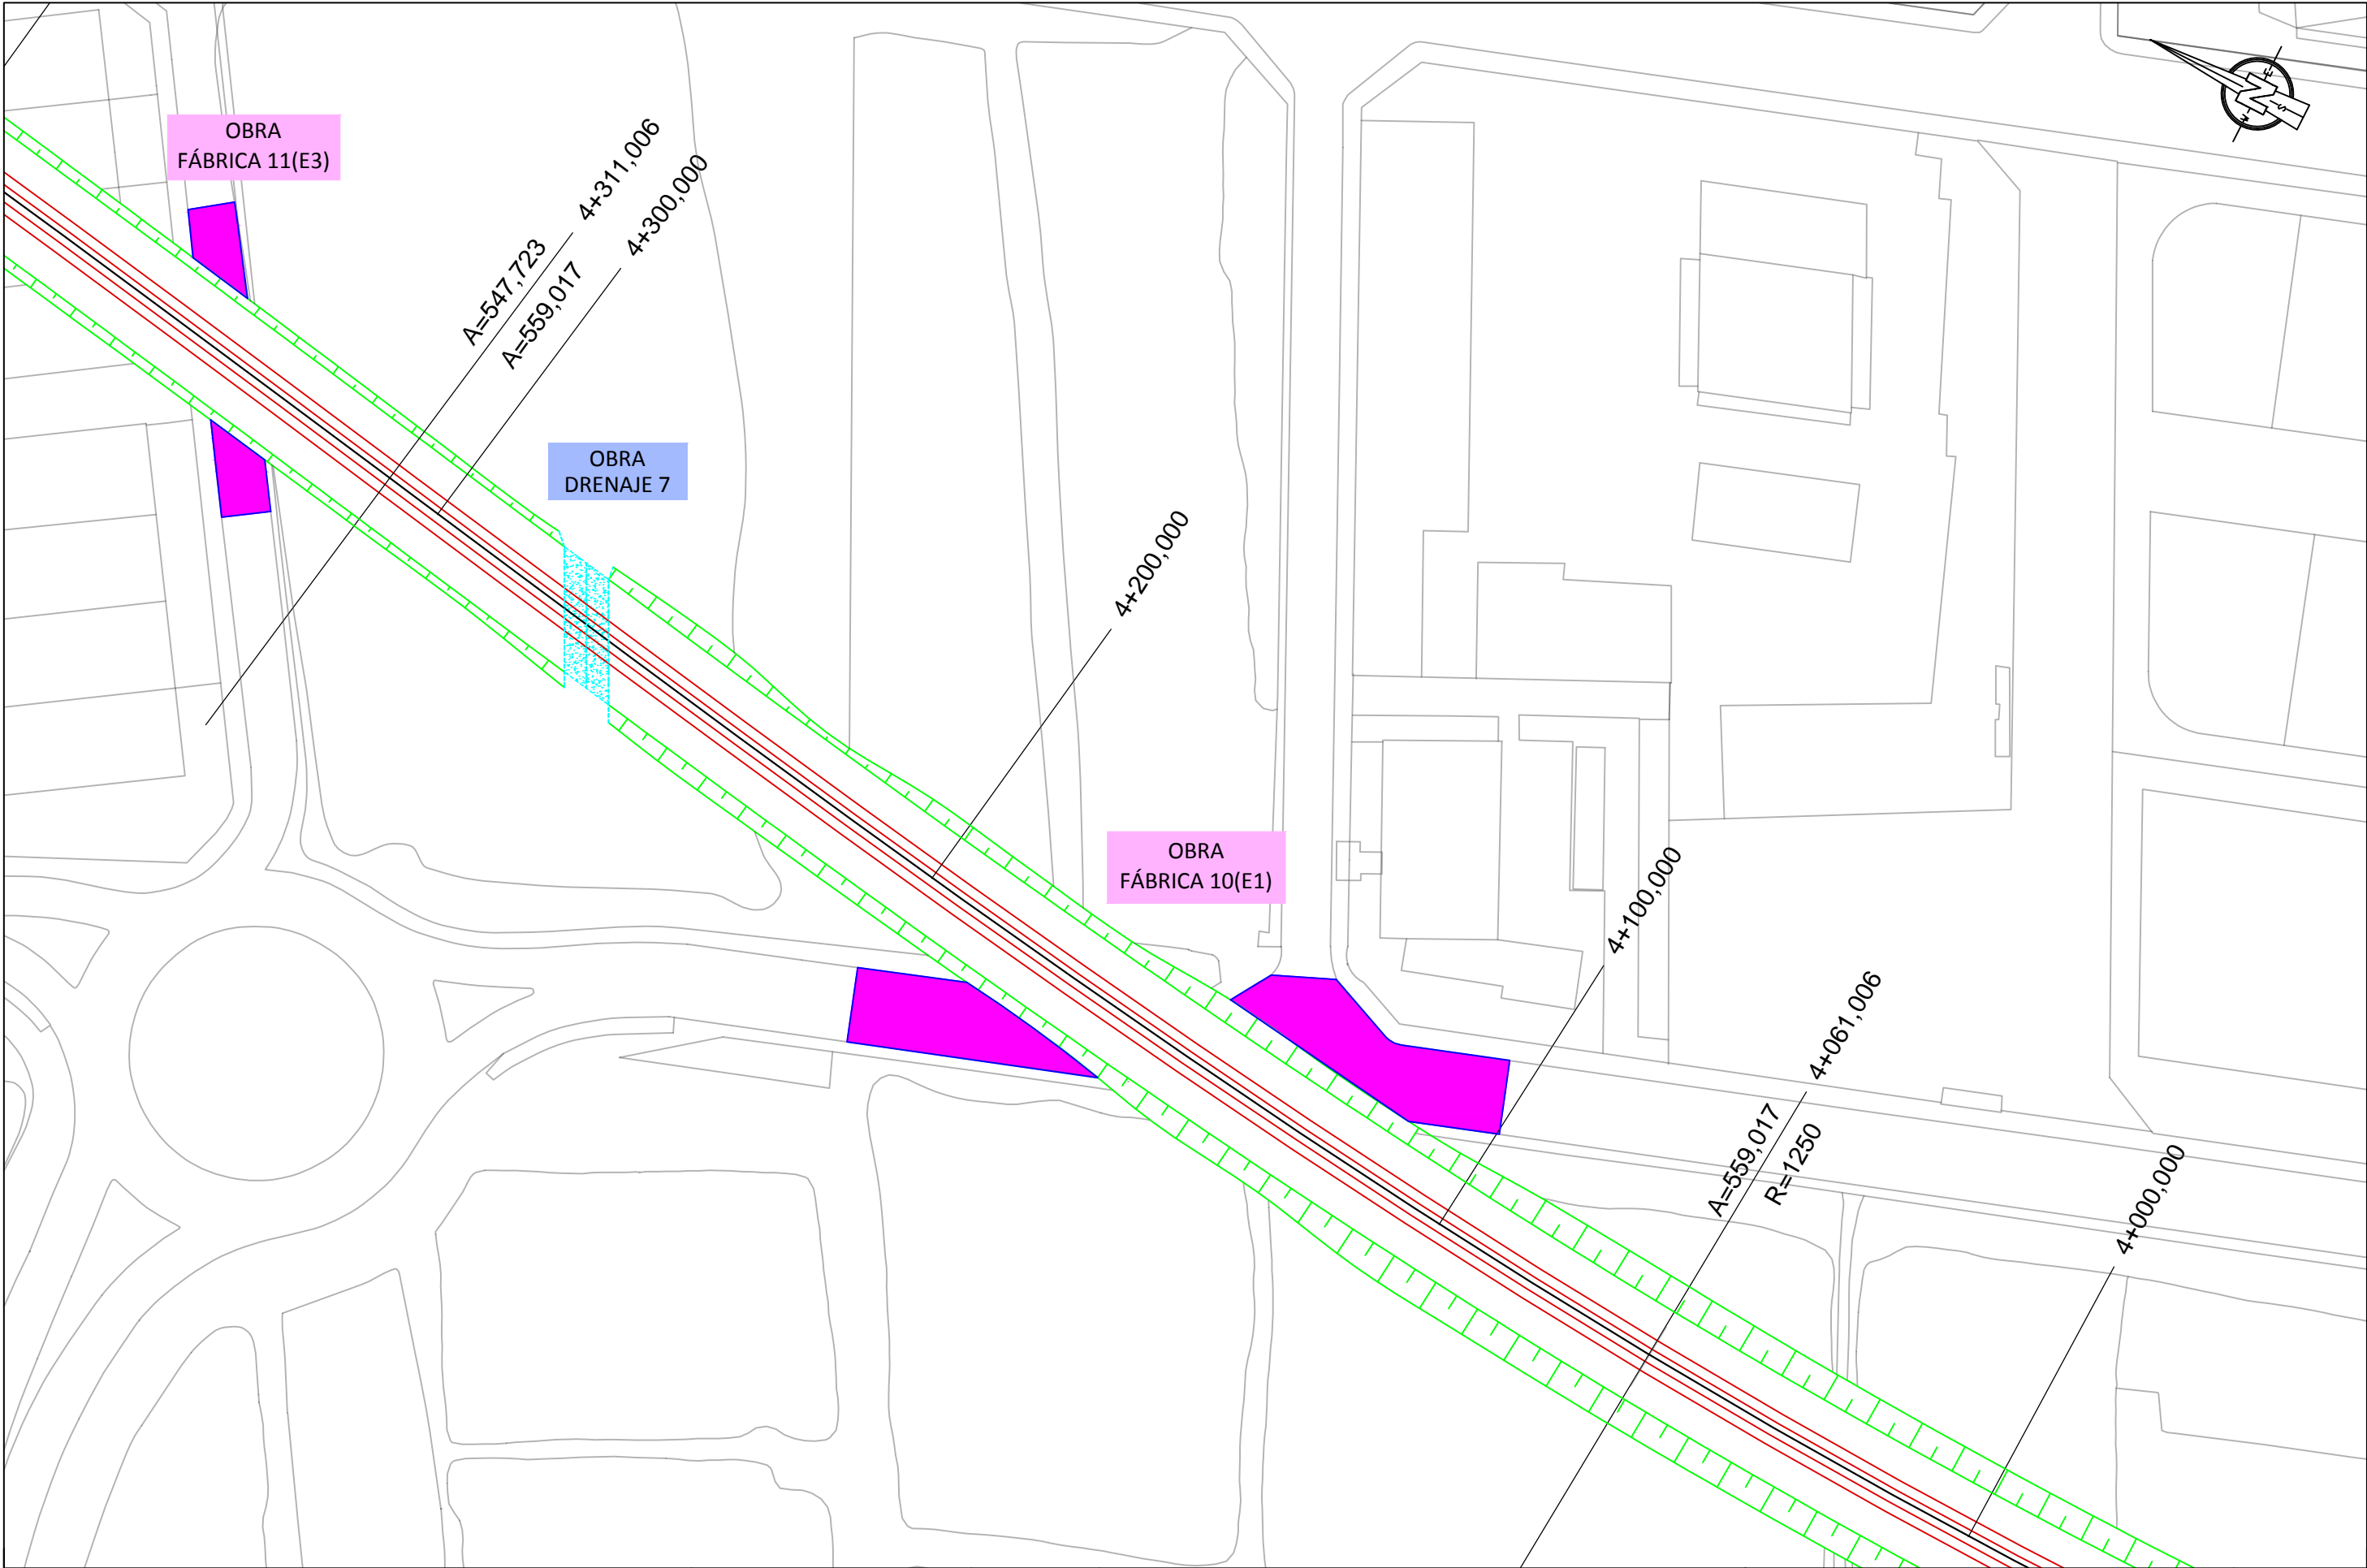 OBRA
FÁBRICA 11(E3)
4+311,006
A=547,723
4+300,000
A=559,017
OBRA
DRENAJE 7
4+200,000
OBRA
FÁBRICA 10(E1)
4+100,000
4+061,006
A=559,017
R=1250
4+000,000
N
E
S